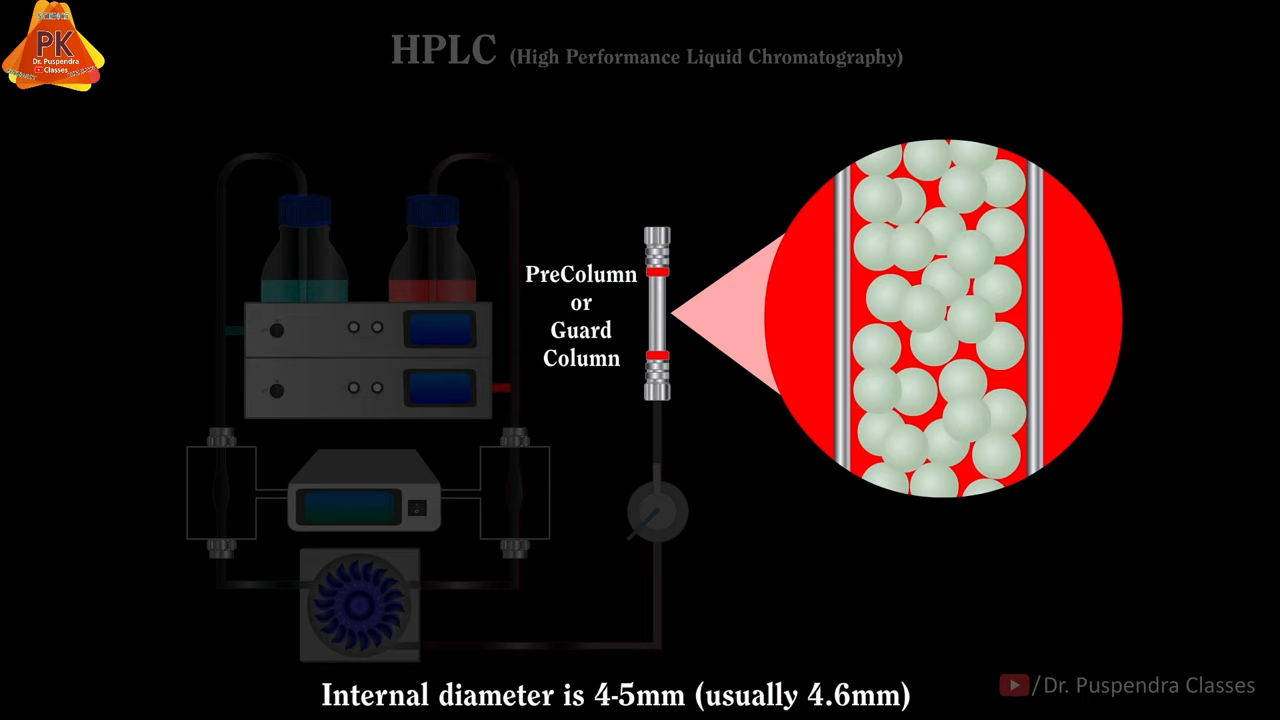 SCIENCE
PK
Dr. Puspendra
Classes
HPLC (High Performance Liquid Chromatography)
PreColumn
or
Guard
Column
Internal diameter is 4-5mm (usually 4.6mm)
/Dr. Puspendra Classes